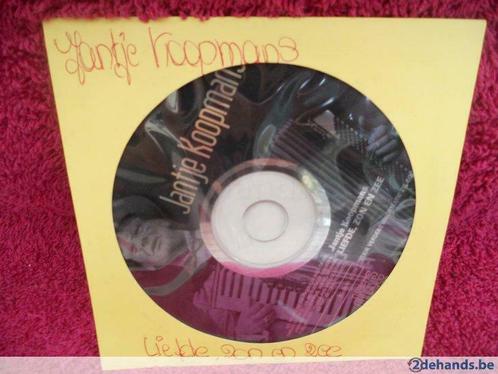 Jantje Koopmans
Jantje Koopmans
Jantje Koopmans
LIEFDE, ZON EN ZEE
Liefde, zon en zee
2dehands.be